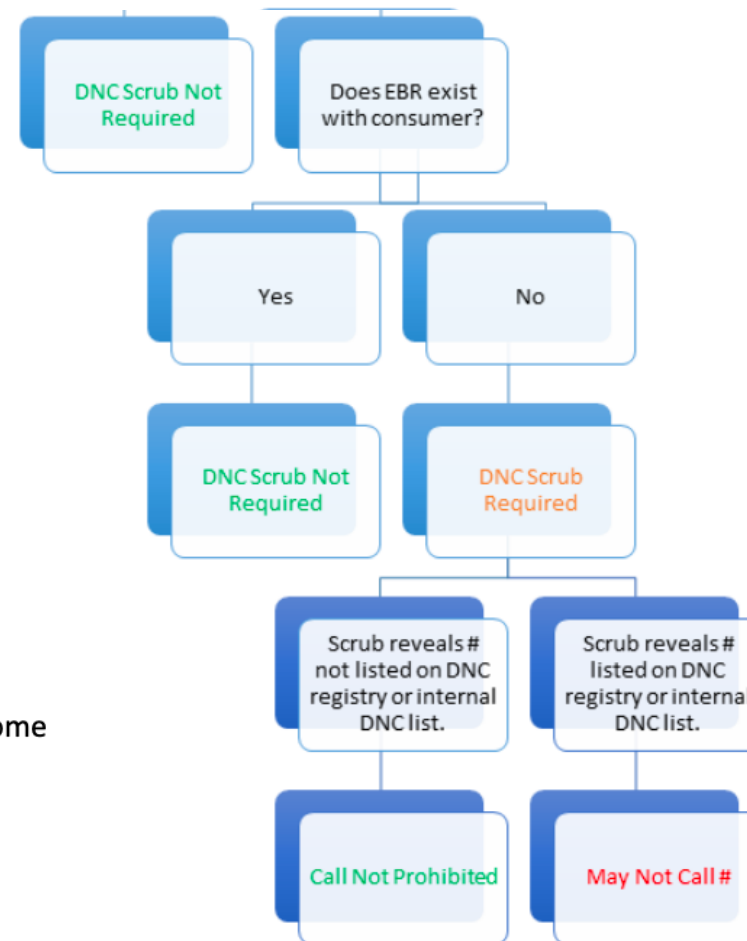 DNC Scrub Not
Required
Does EBR exist
with consumer?
Yes
No
DNC Scrub Not
Required
DNC Scrub
Required
Scrub reveals #
not listed on DNC
registry or internal
DNC list.
Scrub reveals #
listed on DNC
registry or internal
DNC list.
ome
Call Not Prohibited
May Not Call #